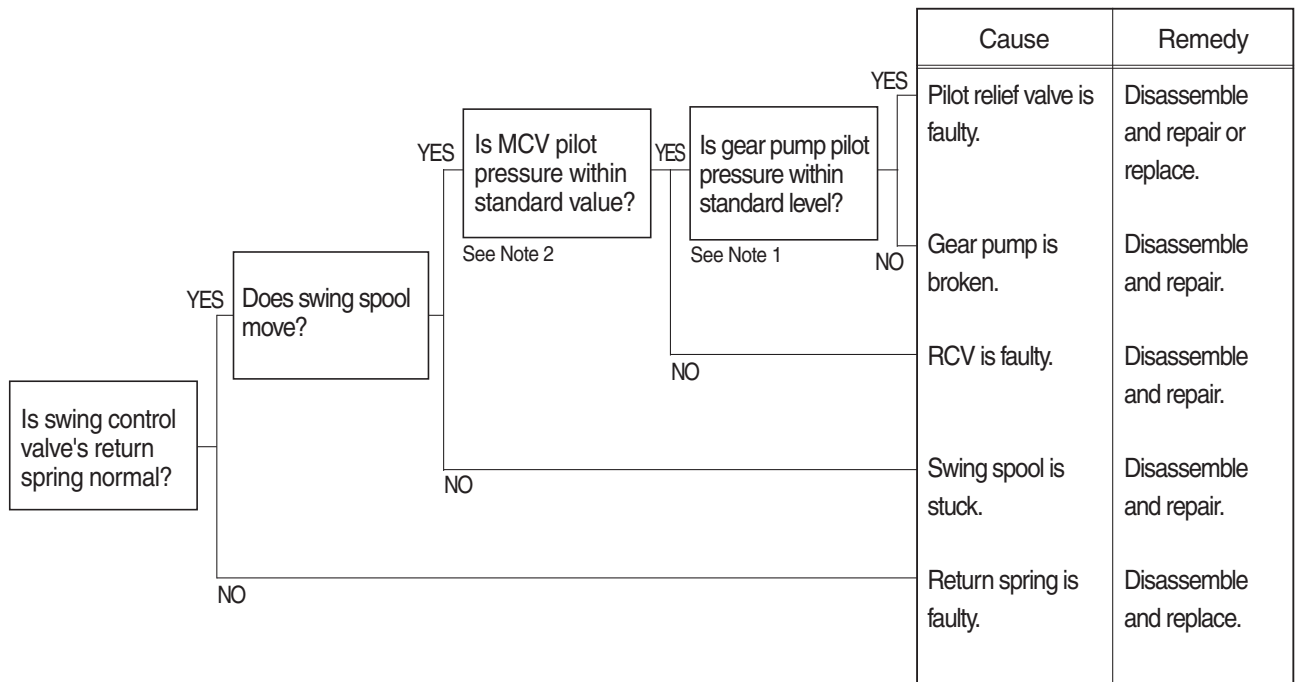 Cause
Remedy
YES
Pilot relief valve is
faulty.
Disassemble
and repair or
replace.
YES
Is MCV pilot
pressure within
standard value?
See Note 2
YES
Is gear pump pilot
pressure within
standard level?
See Note 1
NO
Gear pump is
broken.
Disassemble
and repair.
YES
Does swing spool
move?
NO
RCV is faulty.
Disassemble
and repair.
Is swing control
valve's return
spring normal?
NO
Swing spool is
stuck.
Disassemble
and repair.
NO
Return spring is
faulty.
Disassemble
and replace.